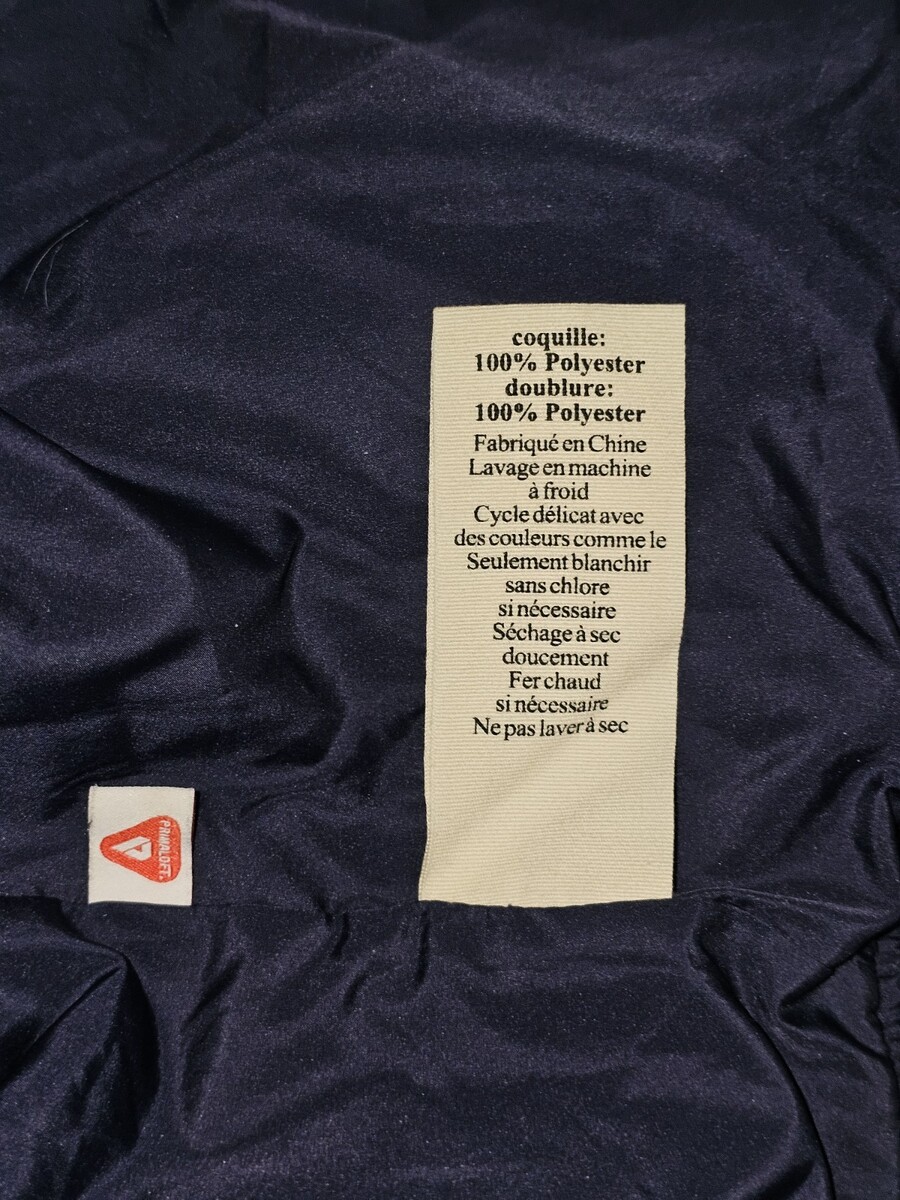 coquille:
100% Polyester
doublure:
100% Polyester
Fabriqué en Chine
Lavage en machine
à froid
Cycle délicat avec
des couleurs comme le
Seulement blanchir
sans chlore
si nécessaire
Séchage à sec
doucement
Fer chaud
si nécessaire
Ne pas laver à sec
PRIMALOFT.